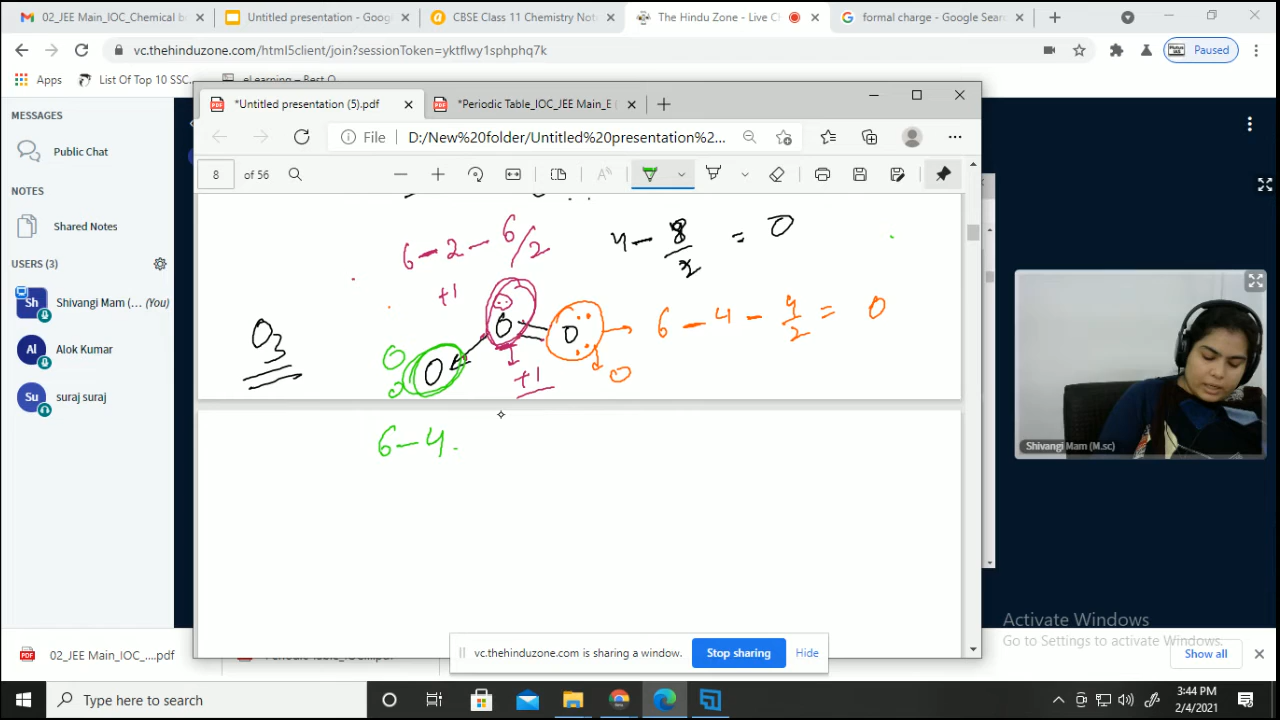 02_JEE Main_IOC_Chemical b
Untitled presentation - Goog
CBSE Class 11 Chemistry Note
The Hindu Zone - Live C
formal charge - Google Sear
vc.thehinduzone.com/html5client/join?sessionToken=yktflwy1sphphq7k
Paused
Apps
List Of Top 10 SSC...
eLearning – Best O
MESSAGES
Public Chat
NOTES
Shared Notes
USERS (3)
Sh Shivangi Mam (... (You)
Al Alok Kumar
Su suraj suraj
*Untitled presentation (5).pdf
*Periodic Table_IOC_JEE Main_E
File D:/New%20folder/Untitled%20presentation%2...
8 of 56
6-2-6/2
4-8/2 = 0
+1
O3
O O O
6-4-4/2 = 0
+1
0
6-4
Shivangi Mam (M.sc)
Activate Windows
Go to Settings to activate Windows.
vc.thehinduzone.com is sharing a window.
Stop sharing
Hide
02_JEE Main_IOC_....pdf
Show all
Type here to search
3:44 PM
2/4/2021